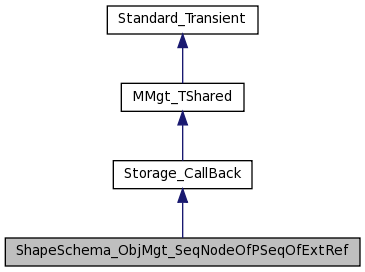 Standard_Transient
MMgt_TShared
Storage_CallBack
ShapeSchema_ObjMgt_SeqNodeOfPSeqOfExtRef